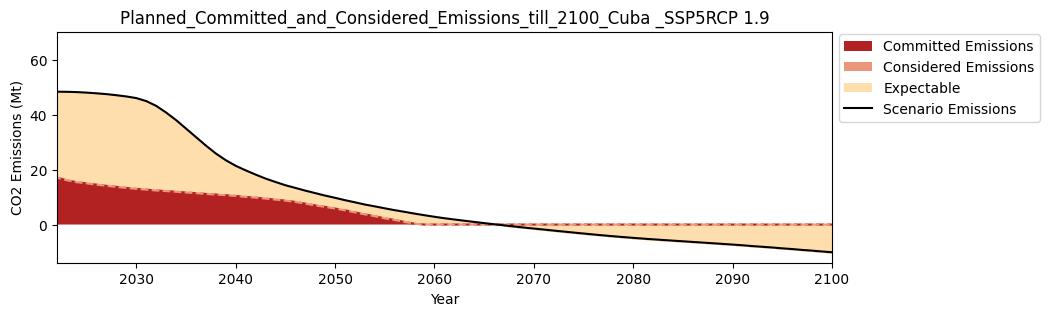 Planned_Committed_and_Considered_Emissions_till_2100_Cuba _SSP5RCP 1.9
60
40
20
0
CO2 Emissions (Mt)
2030 2040 2050 2060 2070 2080 2090 2100
Year
Committed Emissions
Considered Emissions
Expectable
Scenario Emissions